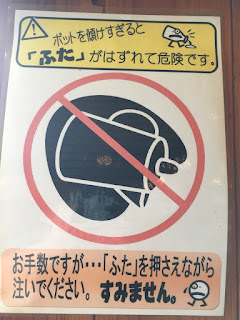 ポットを傾けすぎると
「ふた」がはずれて危険です。
お手数ですが・・・「ふた」を押さえながら
注いでください。すみません。